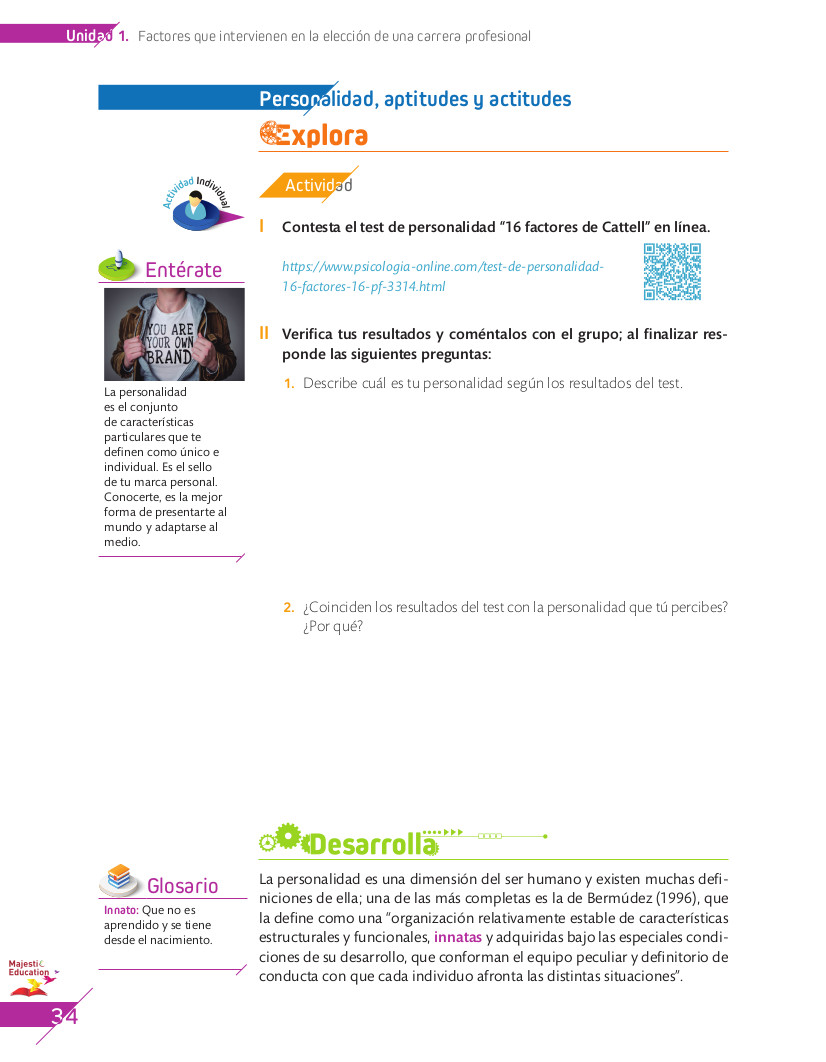 Unidad 1. Factores que intervienen en la elección de una carrera profesional
Personalidad, aptitudes y actitudes
Explora
Actividad Individual
Actividad
I Contesta el test de personalidad “16 factores de Cattell” en línea.
https://www.psicologia-online.com/test-de-personalidad-
16-factores-16-pf-3314.html
Entérate
YOU ARE
YOUR OWN
BRAND
La personalidad
es el conjunto
de características
particulares que te
definen como único e
individual. Es el sello
de tu marca personal.
Conocerte, es la mejor
forma de presentarte al
mundo y adaptarse al
medio.
II Verifica tus resultados y coméntalos con el grupo; al finalizar res-
ponde las siguientes preguntas:
1. Describe cuál es tu personalidad según los resultados del test.
2. ¿Coinciden los resultados del test con la personalidad que tú percibes?
¿Por qué?
Desarrolla
Glosario
Innato: Que no es
aprendido y se tiene
desde el nacimiento.
La personalidad es una dimensión del ser humano y existen muchas defi-
niciones de ella; una de las más completas es la de Bermúdez (1996), que
la define como una “organización relativamente estable de características
estructurales y funcionales, innatas y adquiridas bajo las especiales condi-
ciones de su desarrollo, que conforman el equipo peculiar y definitorio de
conducta con que cada individuo afronta las distintas situaciones”.
Majestic
Education
34